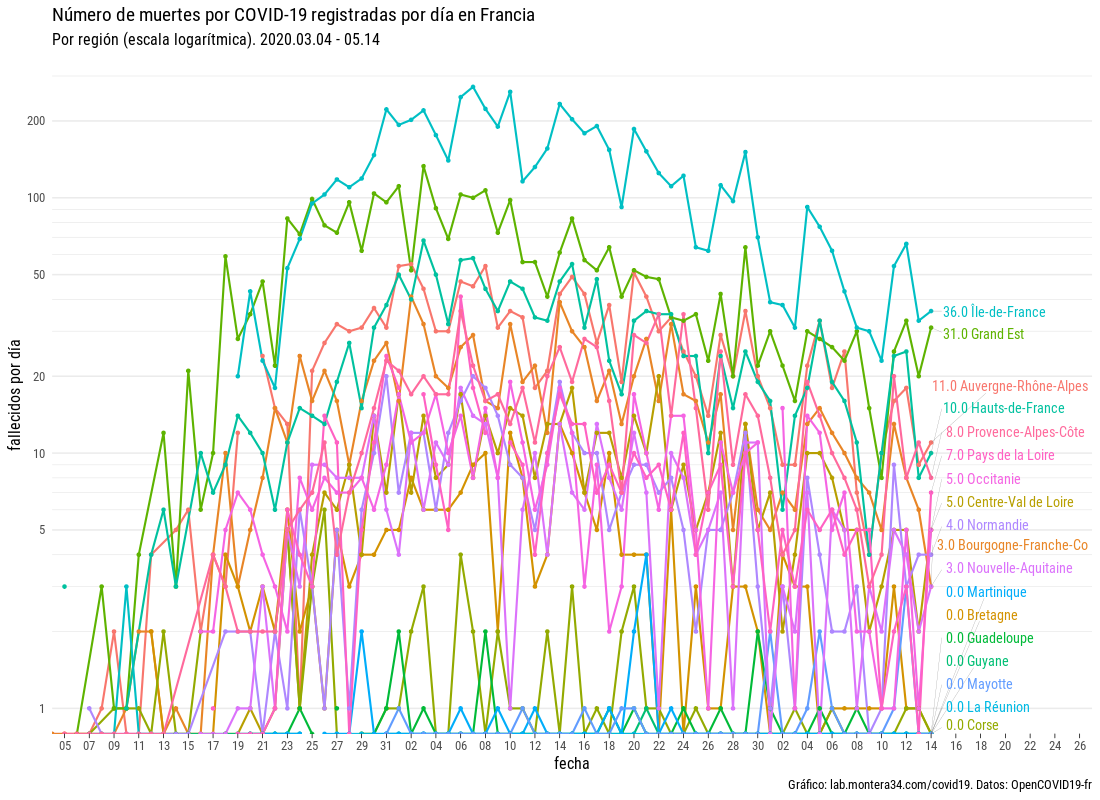 Número de muertes por COVID-19 registradas por día en Francia
Por región (escala logarítmica). 2020.03.04 - 05.14
fallecidos por día
200
100
50
20
10
5
1
36.0 Île-de-France
31.0 Grand Est
11.0 Auvergne-Rhône-Alpes
10.0 Hauts-de-France
8.0 Provence-Alpes-Côte
7.0 Pays de la Loire
5.0 Occitanie
5.0 Centre-Val de Loire
4.0 Normandie
3.0 Bourgogne-Franche-Co
3.0 Nouvelle-Aquitaine
0.0 Martinique
0.0 Bretagne
0.0 Guadeloupe
0.0 Guyane
0.0 Mayotte
0.0 La Réunion
0.0 Corse
05 07 09 11 13 15 17 19 21 23 25 27 29 31 02 04 06 08 10 12 14 16 18 20 22 24 26 28 30 02 04 06 08 10 12 14 16 18 20 22 24 26
fecha
Gráfico: lab.montera34.com/covid19. Datos: OpenCOVID19-fr